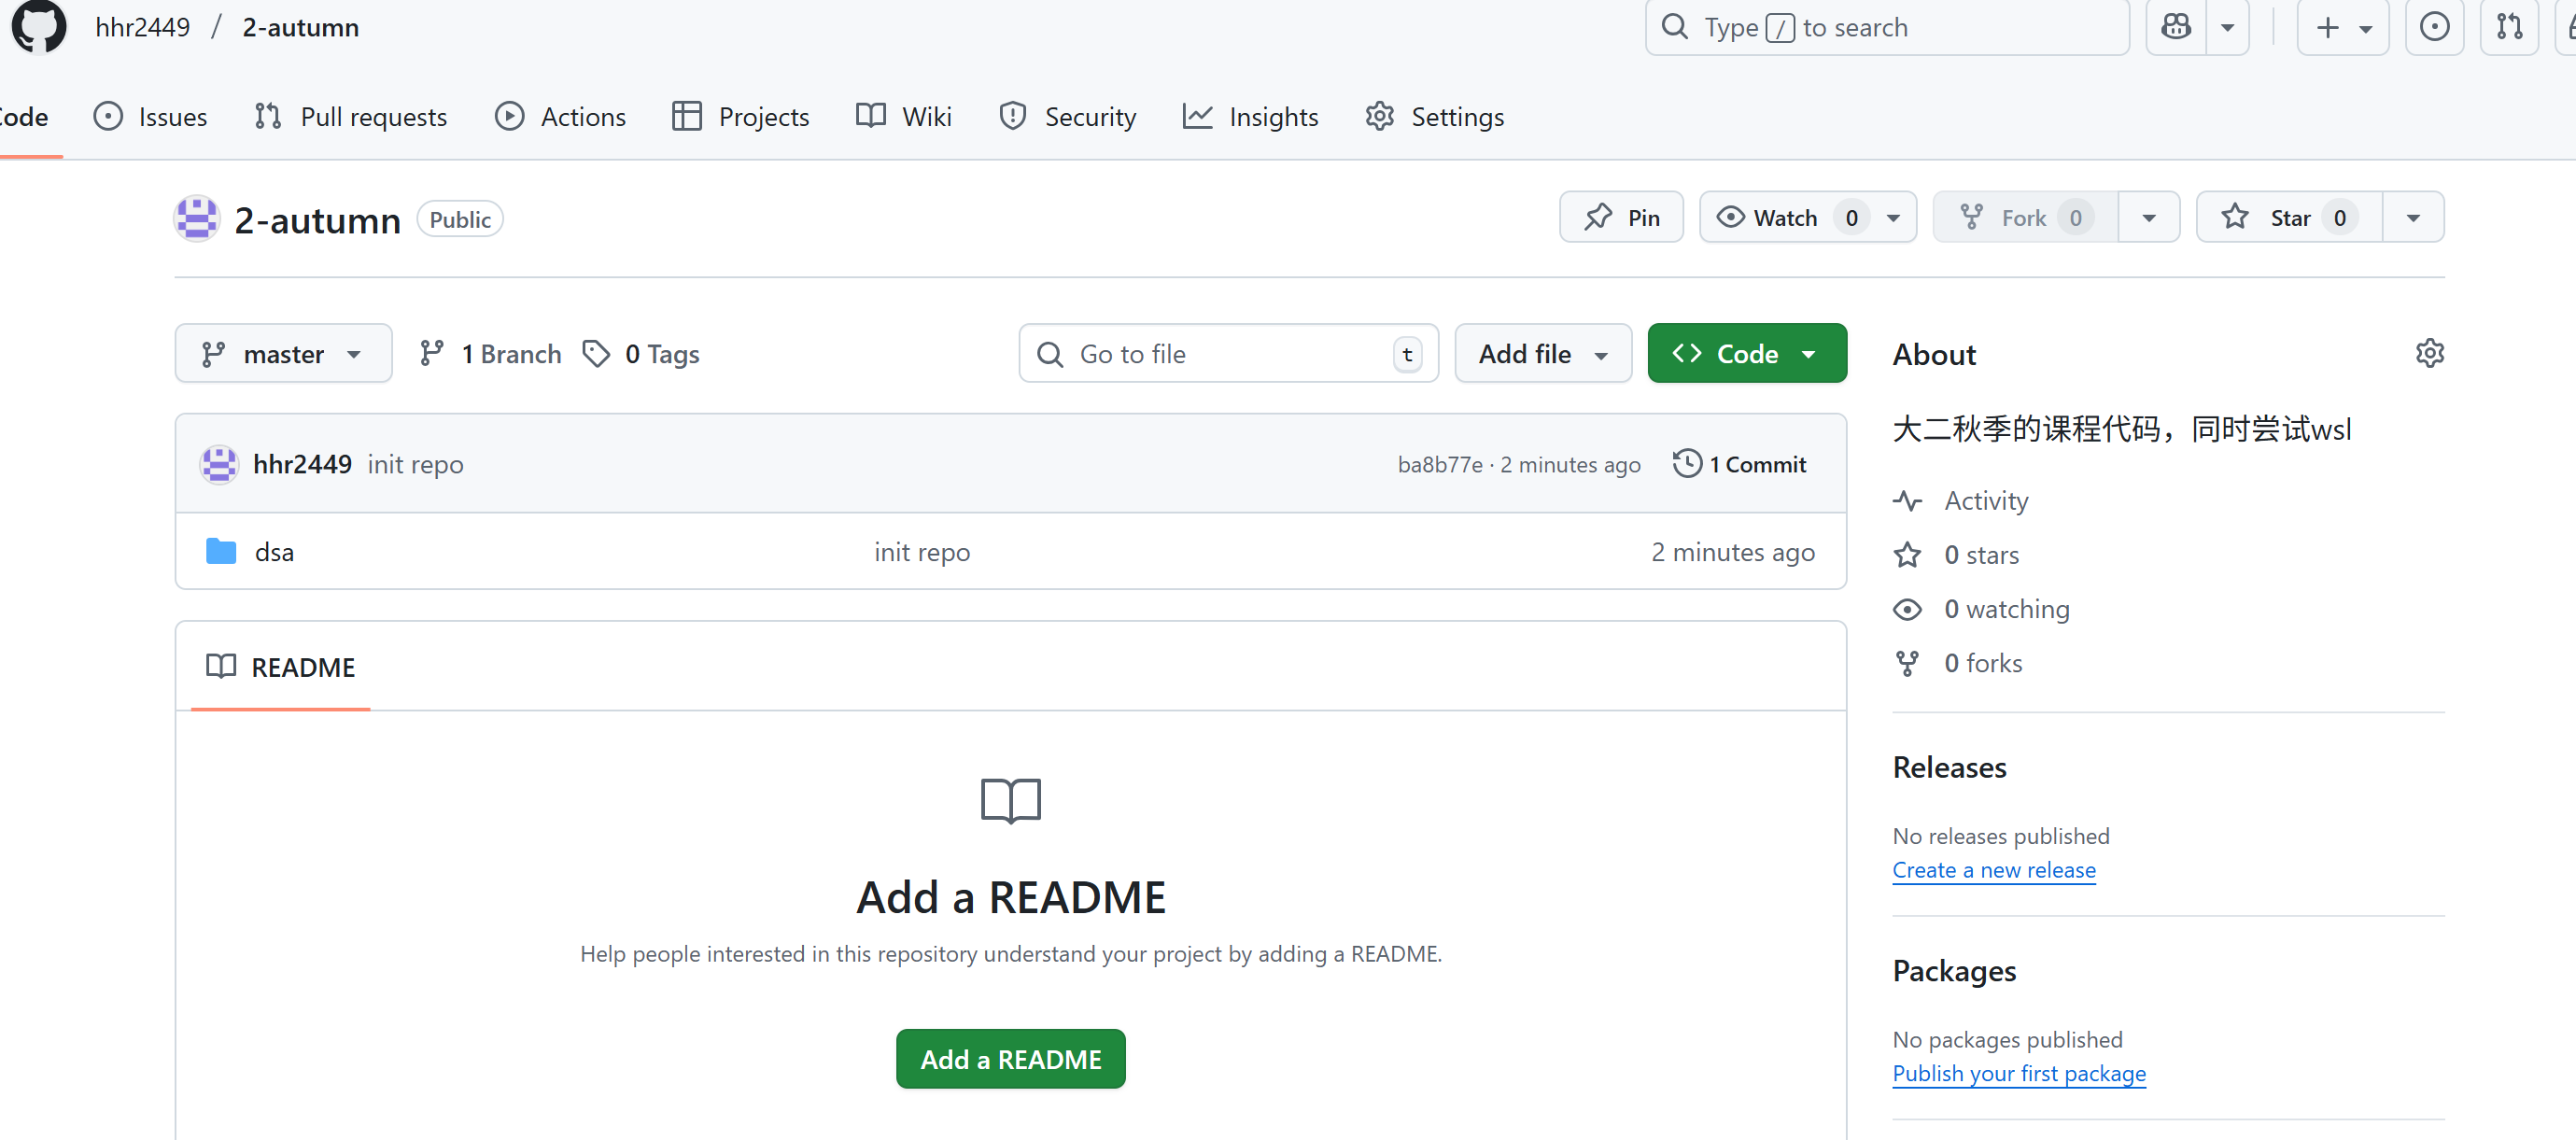 hhr2449 / 2-autumn
Type / to search
Code Issues Pull requests Actions Projects Wiki Security Insights Settings
2-autumn Public
Pin Watch 0 Fork 0 Star 0
master 1 Branch 0 Tags
Go to file t Add file Code
hhr2449 init repo ba8b77e · 2 minutes ago 1 Commit
dsa init repo 2 minutes ago
README
Add a README
Help people interested in this repository understand your project by adding a README.
Add a README
About
大二秋季的课程代码，同时尝试wsl
Activity
0 stars
0 watching
0 forks
Releases
No releases published
Create a new release
Packages
No packages published
Publish your first package